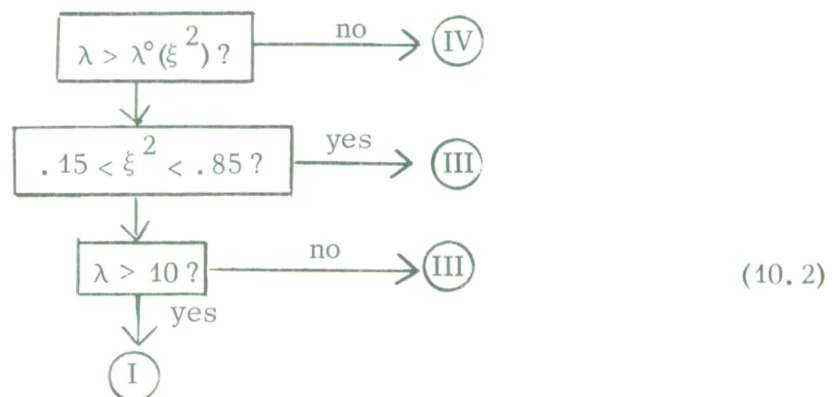 λ > λ°(ξ²)? no IV
.15 < ξ² < .85? yes III
λ > 10? no III
(10.2)
yes
I